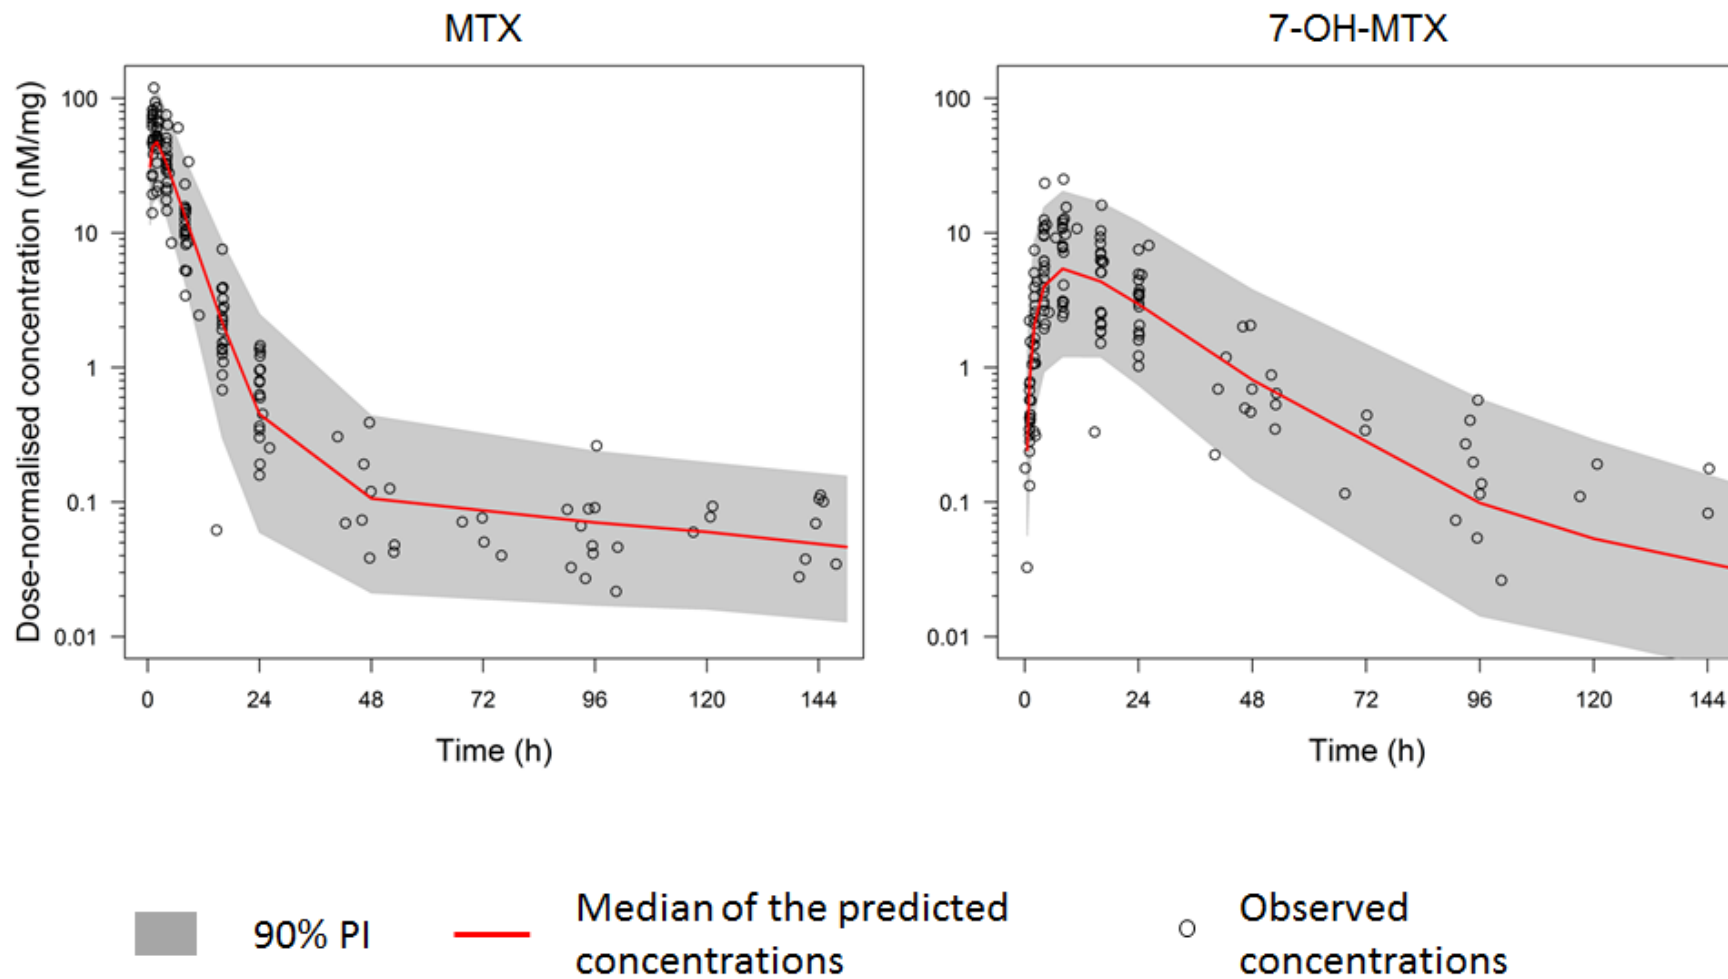 MTX
7-OH-MTX
Dose-normalised concentration (nM/mg)
100
10
1
0.1
0.01
0 24 48 72 96 120 144
Time (h)
100
10
1
0.1
0.01
0 24 48 72 96 120 144
Time (h)
90% PI
Median of the predicted
concentrations
Observed
concentrations